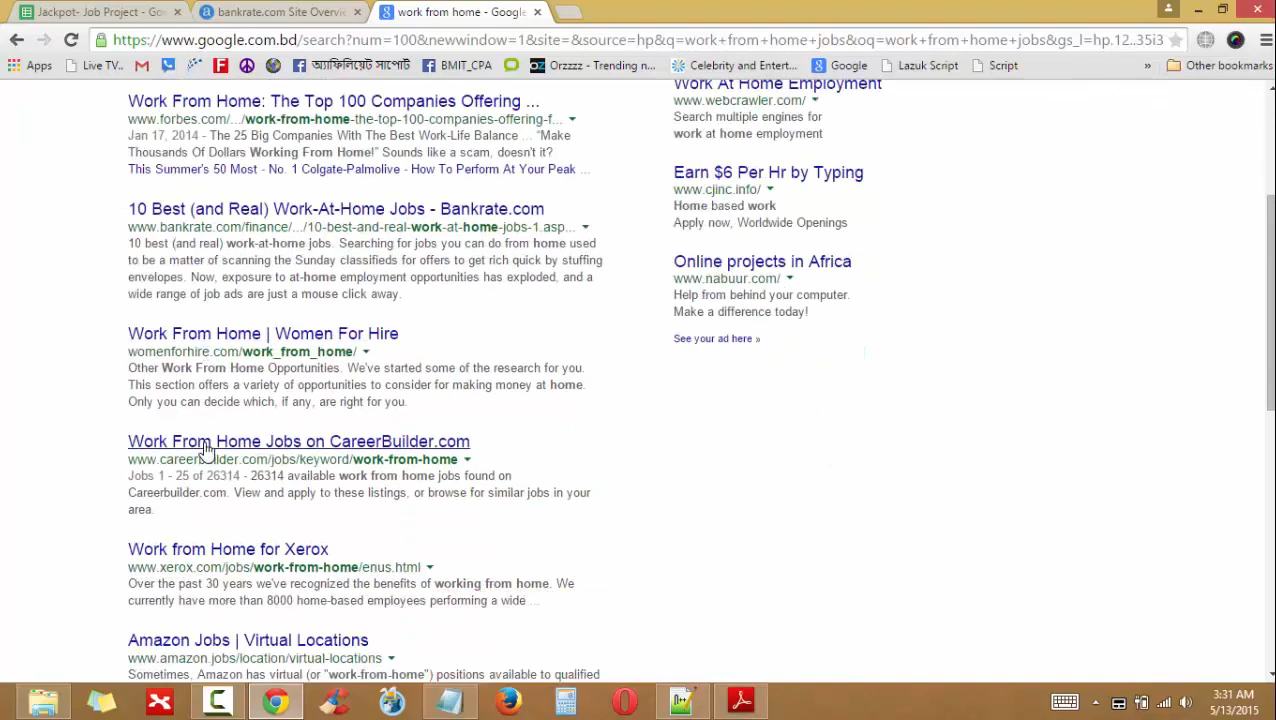 Jackpot- Job Project - Goo
bankrate.com Site Overvie
work from home - Google
https://www.google.com.bd/search?num=100&newwindow=1&site=&source=hp&q=work+from+home+jobs&oq=work+from+home+jobs&gs_l=hp.12..35i3
Apps
Live TV..
BMIT_CPA
Orzzzz - Trending n...
Celebrity and Entert...
Google
Lazuk Script
Script
»
Other bookmarks
অ্যাফিলিয়েট সাপোর্ট
Work From Home: The Top 100 Companies Offering ...
www.forbes.com/.../work-from-home-the-top-100-companies-offering-f...
Jan 17, 2014 - The 25 Big Companies With The Best Work-Life Balance ... “Make
Thousands Of Dollars Working From Home!” Sounds like a scam, doesn't it?
This Summer's 50 Most - No. 1 Colgate-Palmolive - How To Perform At Your Peak ...
10 Best (and Real) Work-At-Home Jobs - Bankrate.com
www.bankrate.com/finance/.../10-best-and-real-work-at-home-jobs-1.asp...
10 best (and real) work-at-home jobs. Searching for jobs you can do from home used
to be a matter of scanning the Sunday classifieds for offers to get rich quick by stuffing
envelopes. Now, exposure to at-home employment opportunities has exploded, and a
wide range of job ads are just a mouse click away.
Work From Home | Women For Hire
womenforhire.com/work_from_home/
Other Work From Home Opportunities. We've started some of the research for you.
This section offers a variety of opportunities to consider for making money at home.
Only you can decide which, if any, are right for you.
Work From Home Jobs on CareerBuilder.com
www.careerbuilder.com/jobs/keyword/work-from-home
Jobs 1 - 25 of 26314 - 26314 available work from home jobs found on
Careerbuilder.com. View and apply to these listings, or browse for similar jobs in your
area.
Work from Home for Xerox
www.xerox.com/jobs/work-from-home/enus.html
Over the past 30 years we've recognized the benefits of working from home. We
currently have more than 8000 home-based employees performing a wide ...
Amazon Jobs | Virtual Locations
www.amazon.jobs/location/virtual-locations
Sometimes, Amazon has virtual (or "work-from-home") positions available to qualified
Work At Home Employment
www.webcrawler.com/
Search multiple engines for
work at home employment
Earn $6 Per Hr by Typing
www.cjinc.info/
Home based work
Apply now, Worldwide Openings
Online projects in Africa
www.nabuur.com/
Help from behind your computer.
Make a difference today!
See your ad here »
3:31 AM
5/13/2015